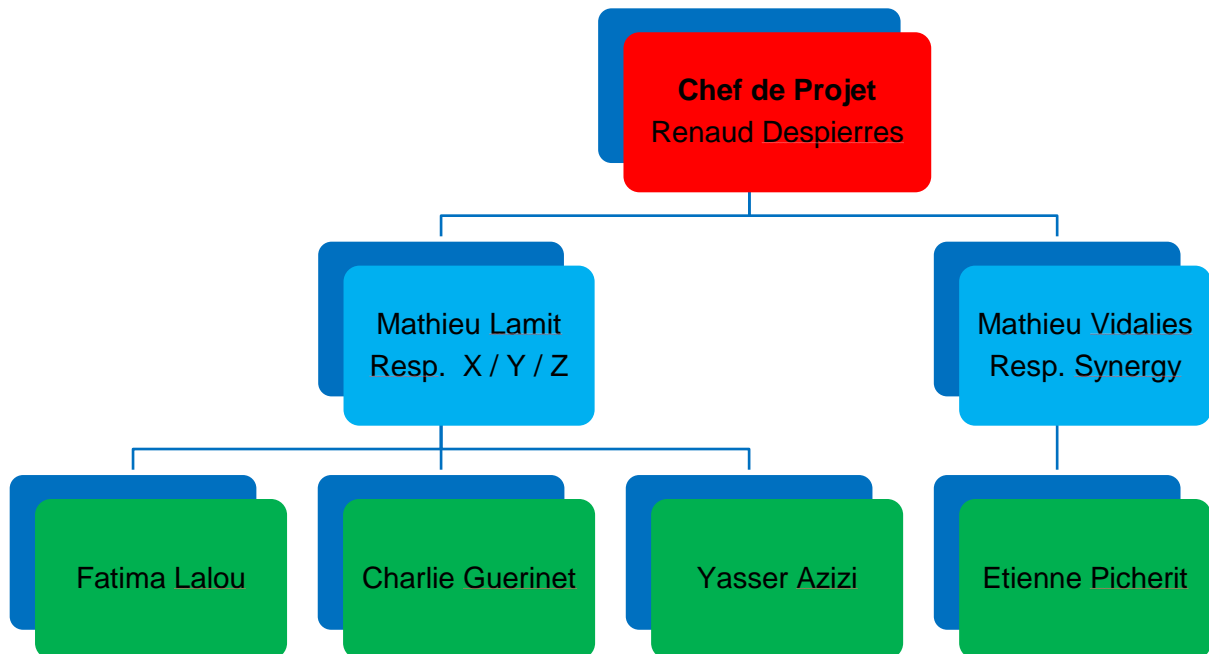 Chef de Projet
Renaud Despierres
Mathieu Lamit
Resp. X / Y / Z
Mathieu Vidalies
Resp. Synergy
Fatima Lalou
Charlie Guerinet
Yasser Azizi
Etienne Picherit